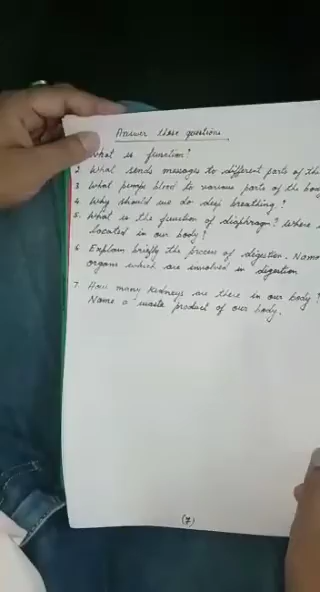 Answer these questions
What is function?
2. What sends messages to different parts of the
3 What pumps blood to various parts of the body
4. Why should we do deep breathing?
5. What is the function of diaphragm? Where
located in our body?
6 Explain briefly the process of digestion. Name
organs which are involved in digestion
7. How many kidneys are there in our body?
Name a waste product of our body.
(7)